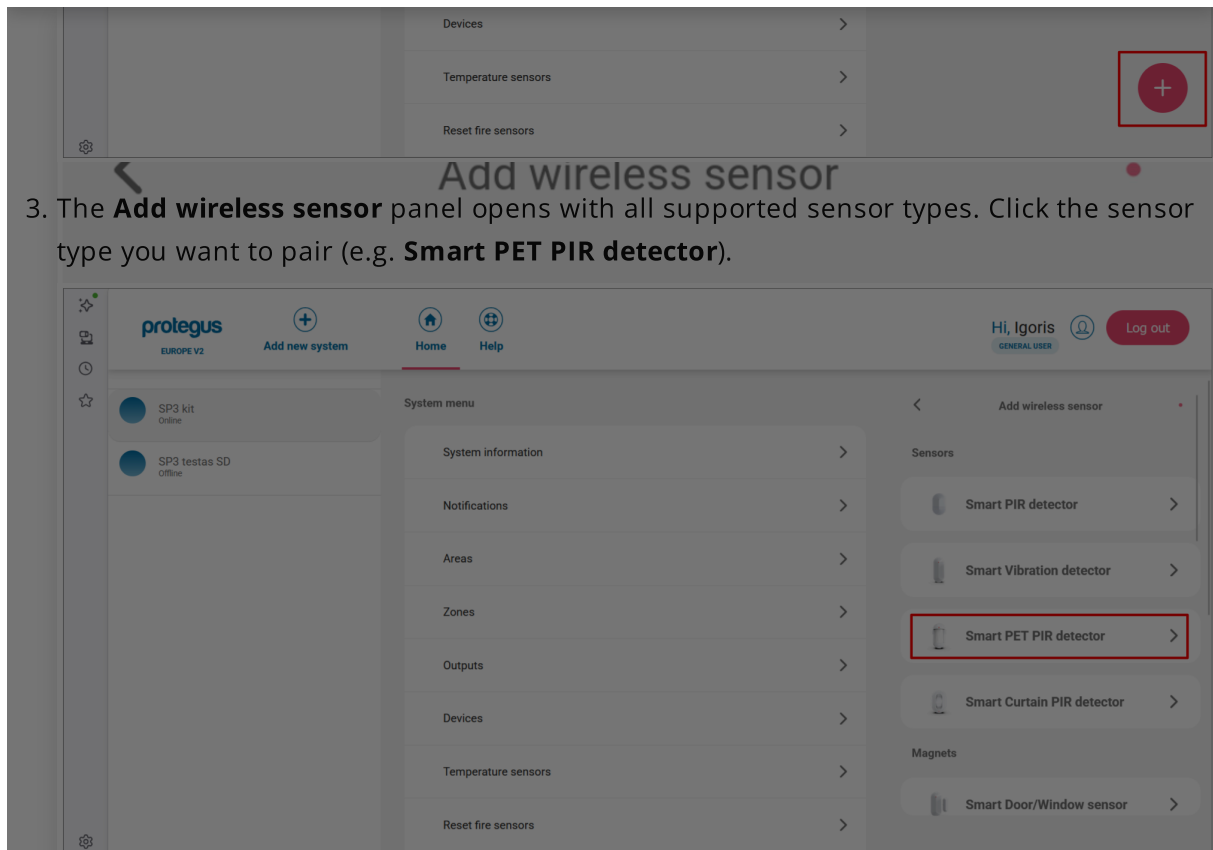 Devices
Temperature sensors
Reset fire sensors
Add wireless sensor
3. The Add wireless sensor panel opens with all supported sensor types. Click the sensor
type you want to pair (e.g. Smart PET PIR detector).
protegus
EUROPE V2
Add new system
Home
Help
Hi, Igoris
GENERAL USER
Log out
SP3 kit
Online
SP3 testas SD
Offline
System menu
System information
Notifications
Areas
Zones
Outputs
Devices
Temperature sensors
Reset fire sensors
Add wireless sensor
Sensors
Smart PIR detector
Smart Vibration detector
Smart PET PIR detector
Smart Curtain PIR detector
Magnets
Smart Door/Window sensor